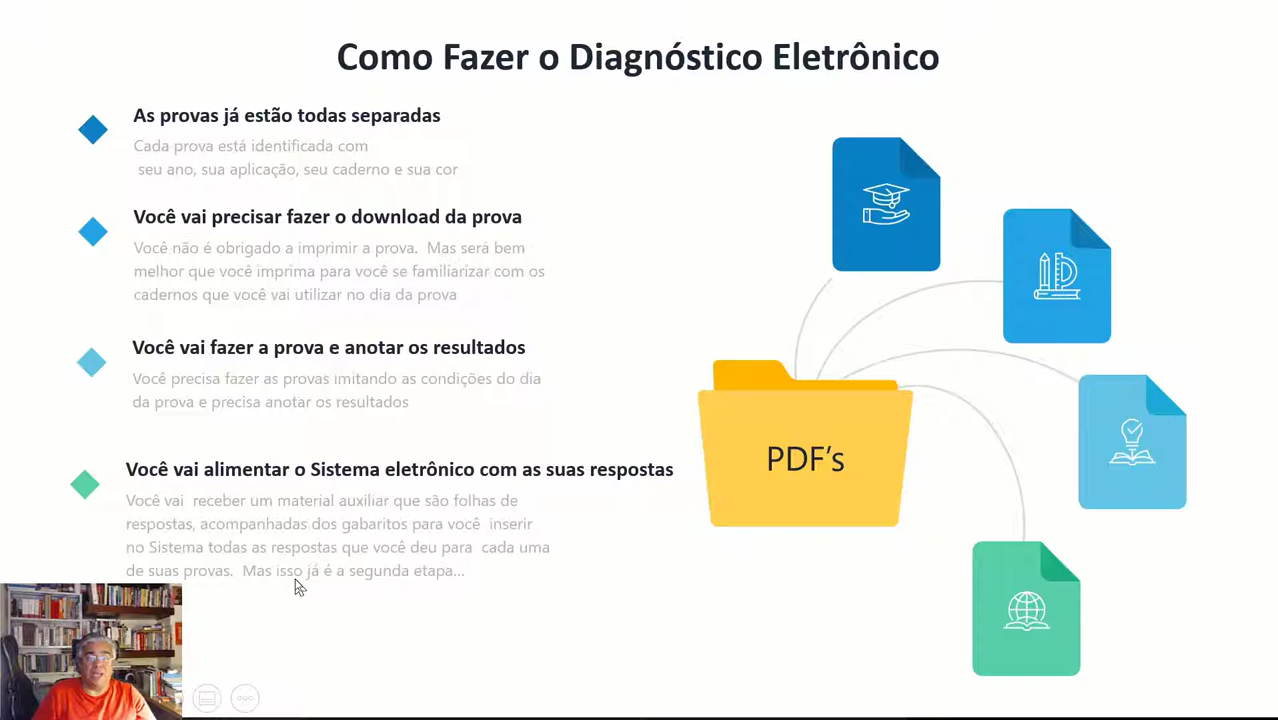 Como Fazer o Diagnóstico Eletrônico
As provas já estão todas separadas
Cada prova está identificada com
seu ano, sua aplicação, seu caderno e sua cor
Você vai precisar fazer o download da prova
Você não é obrigado a imprimir a prova. Mas será bem
melhor que você imprima para você se familiarizar com os
cadernos que você vai utilizar no dia da prova
Você vai fazer a prova e anotar os resultados
Você precisa fazer as provas imitando as condições do dia
da prova e precisa anotar os resultados
Você vai alimentar o Sistema eletrônico com as suas respostas
Você vai receber um material auxiliar que são folhas de
respostas, acompanhadas dos gabaritos para você inserir
no Sistema todas as respostas que você deu para cada uma
de suas provas. Mas isso já é a segunda etapa...
PDF's